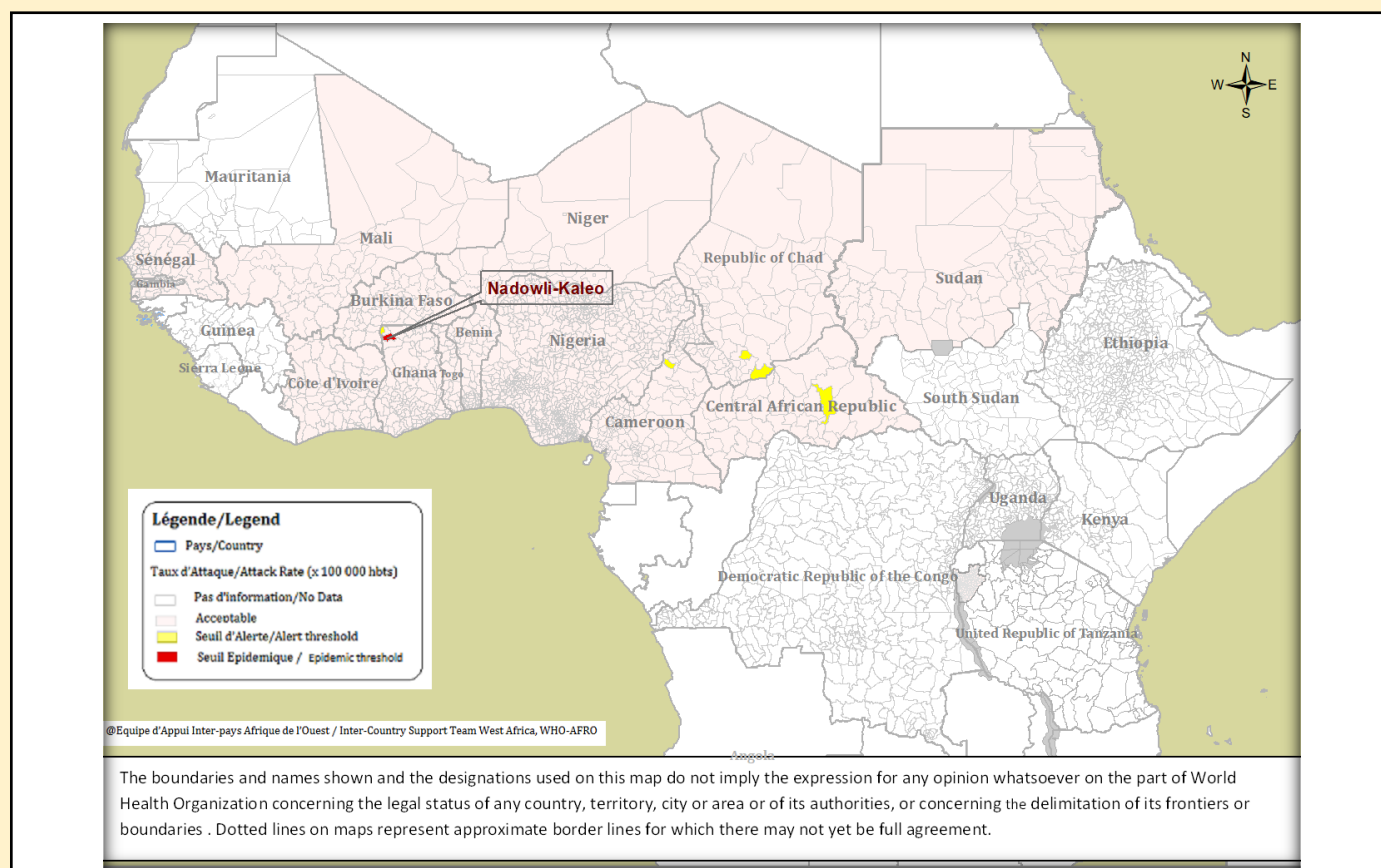 N
W E
S
Mauritania
Mali
Niger
Republic of Chad
Sudan
Sénégal
Gambia
Nadowli-Kaleo
Burkina Faso
Guinea
Benin
Nigeria
Ethiopia
Sierra Leone
Côte d'Ivoire
Ghana
Togo
Central African Republic
South Sudan
Cameroon
Uganda
Kenya
Democratic Republic of the Congo
United Republic of Tanzania
Légende/Legend
Pays/Country
Taux d'Attaque/Attack Rate (x 100 000 hbts)
Pas d'information/No Data
Acceptable
Seuil d'Alerte/Alert threshold
Seuil Epidemique / Epidemic threshold
@Equipe d'Appui Inter-pays Afrique de l'Ouest / Inter-Country Support Team West Africa, WHO-AFRO
Angola
The boundaries and names shown and the designations used on this map do not imply the expression for any opinion whatsoever on the part of World
Health Organization concerning the legal status of any country, territory, city or area or of its authorities, or concerning the delimitation of its frontiers or
boundaries . Dotted lines on maps represent approximate border lines for which there may not yet be full agreement.